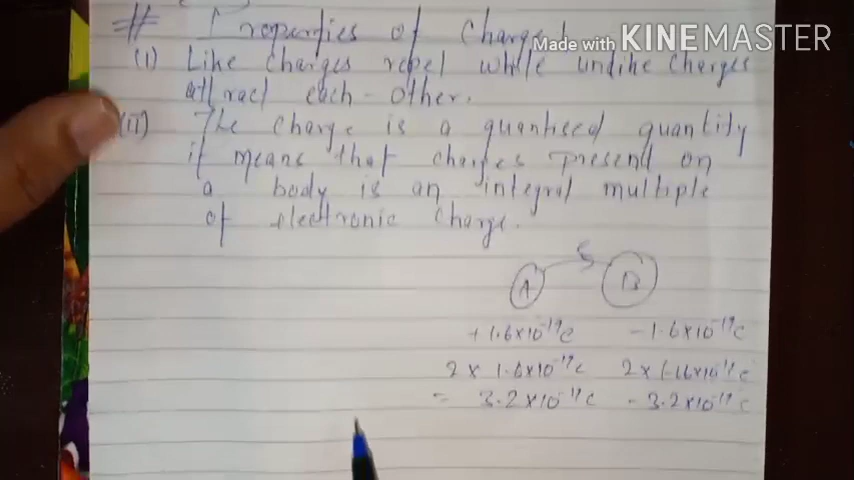 # Properties of Charge!
Made with KINEMASTER
(i) Like charges repel while unlike charges
attract each-other.
(ii) The charge is a quantised quantity
it means that charges present on
a body is an integral multiple
of electronic charge.
A B
+1.6×10⁻¹⁹C -1.6×10⁻¹⁹C
2 × 1.6×10⁻¹⁹C 2×(-1.6×10⁻¹⁹C
= 3.2×10⁻¹⁹C -3.2×10⁻¹⁹C